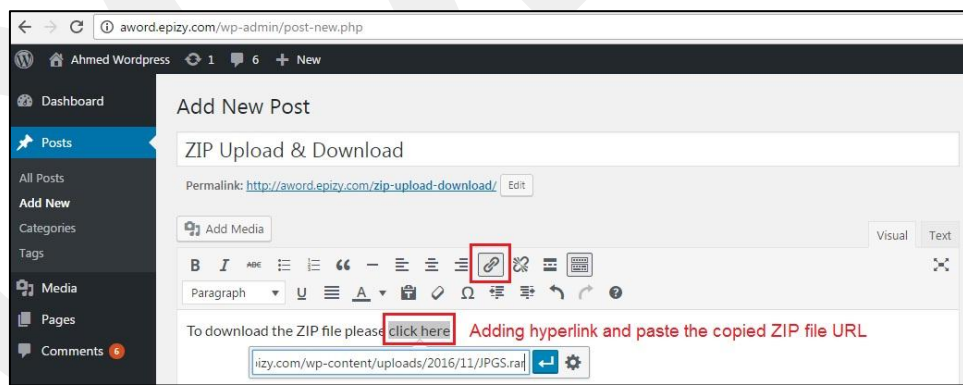 aword.epizy.com/wp-admin/post-new.php
Ahmed Wordpress 1 6 + New
Dashboard
Posts
All Posts
Add New
Categories
Tags
Media
Pages
Comments 6
Add New Post
ZIP Upload & Download
Permalink: http://aword.epizy.com/zip-upload-download/ Edit
Add Media
Visual Text
B I ABC
Paragraph U A Ω
To download the ZIP file please click here Adding hyperlink and paste the copied ZIP file URL
izy.com/wp-content/uploads/2016/11/JPGS.rar